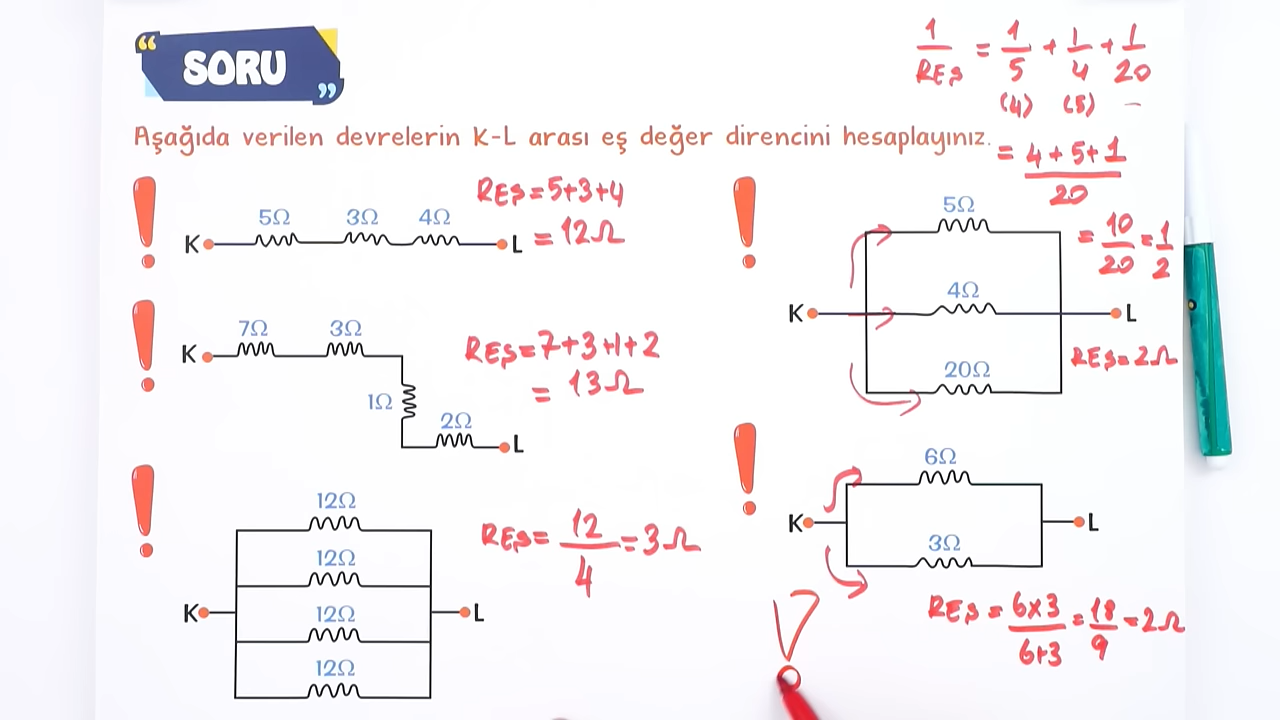 “
SORU
”
Aşağıda verilen devrelerin K-L arası eş değer direncini hesaplayınız.
5Ω 3Ω 4Ω
K L
REŞ = 5+3+4
= 12Ω
7Ω 3Ω
K
1Ω
2Ω
L
REŞ = 7+3+1+2
= 13Ω
12Ω
12Ω
K 12Ω L
12Ω
REŞ = 12/4 = 3Ω
1/REŞ = 1/5 + 1/4 + 1/20
(4) (5)
= 4+5+1/20
= 10/20 = 1/2
5Ω
4Ω
K L
20Ω
REŞ = 2Ω
6Ω
K L
3Ω
REŞ = 6x3/6+3 = 18/9 = 2Ω